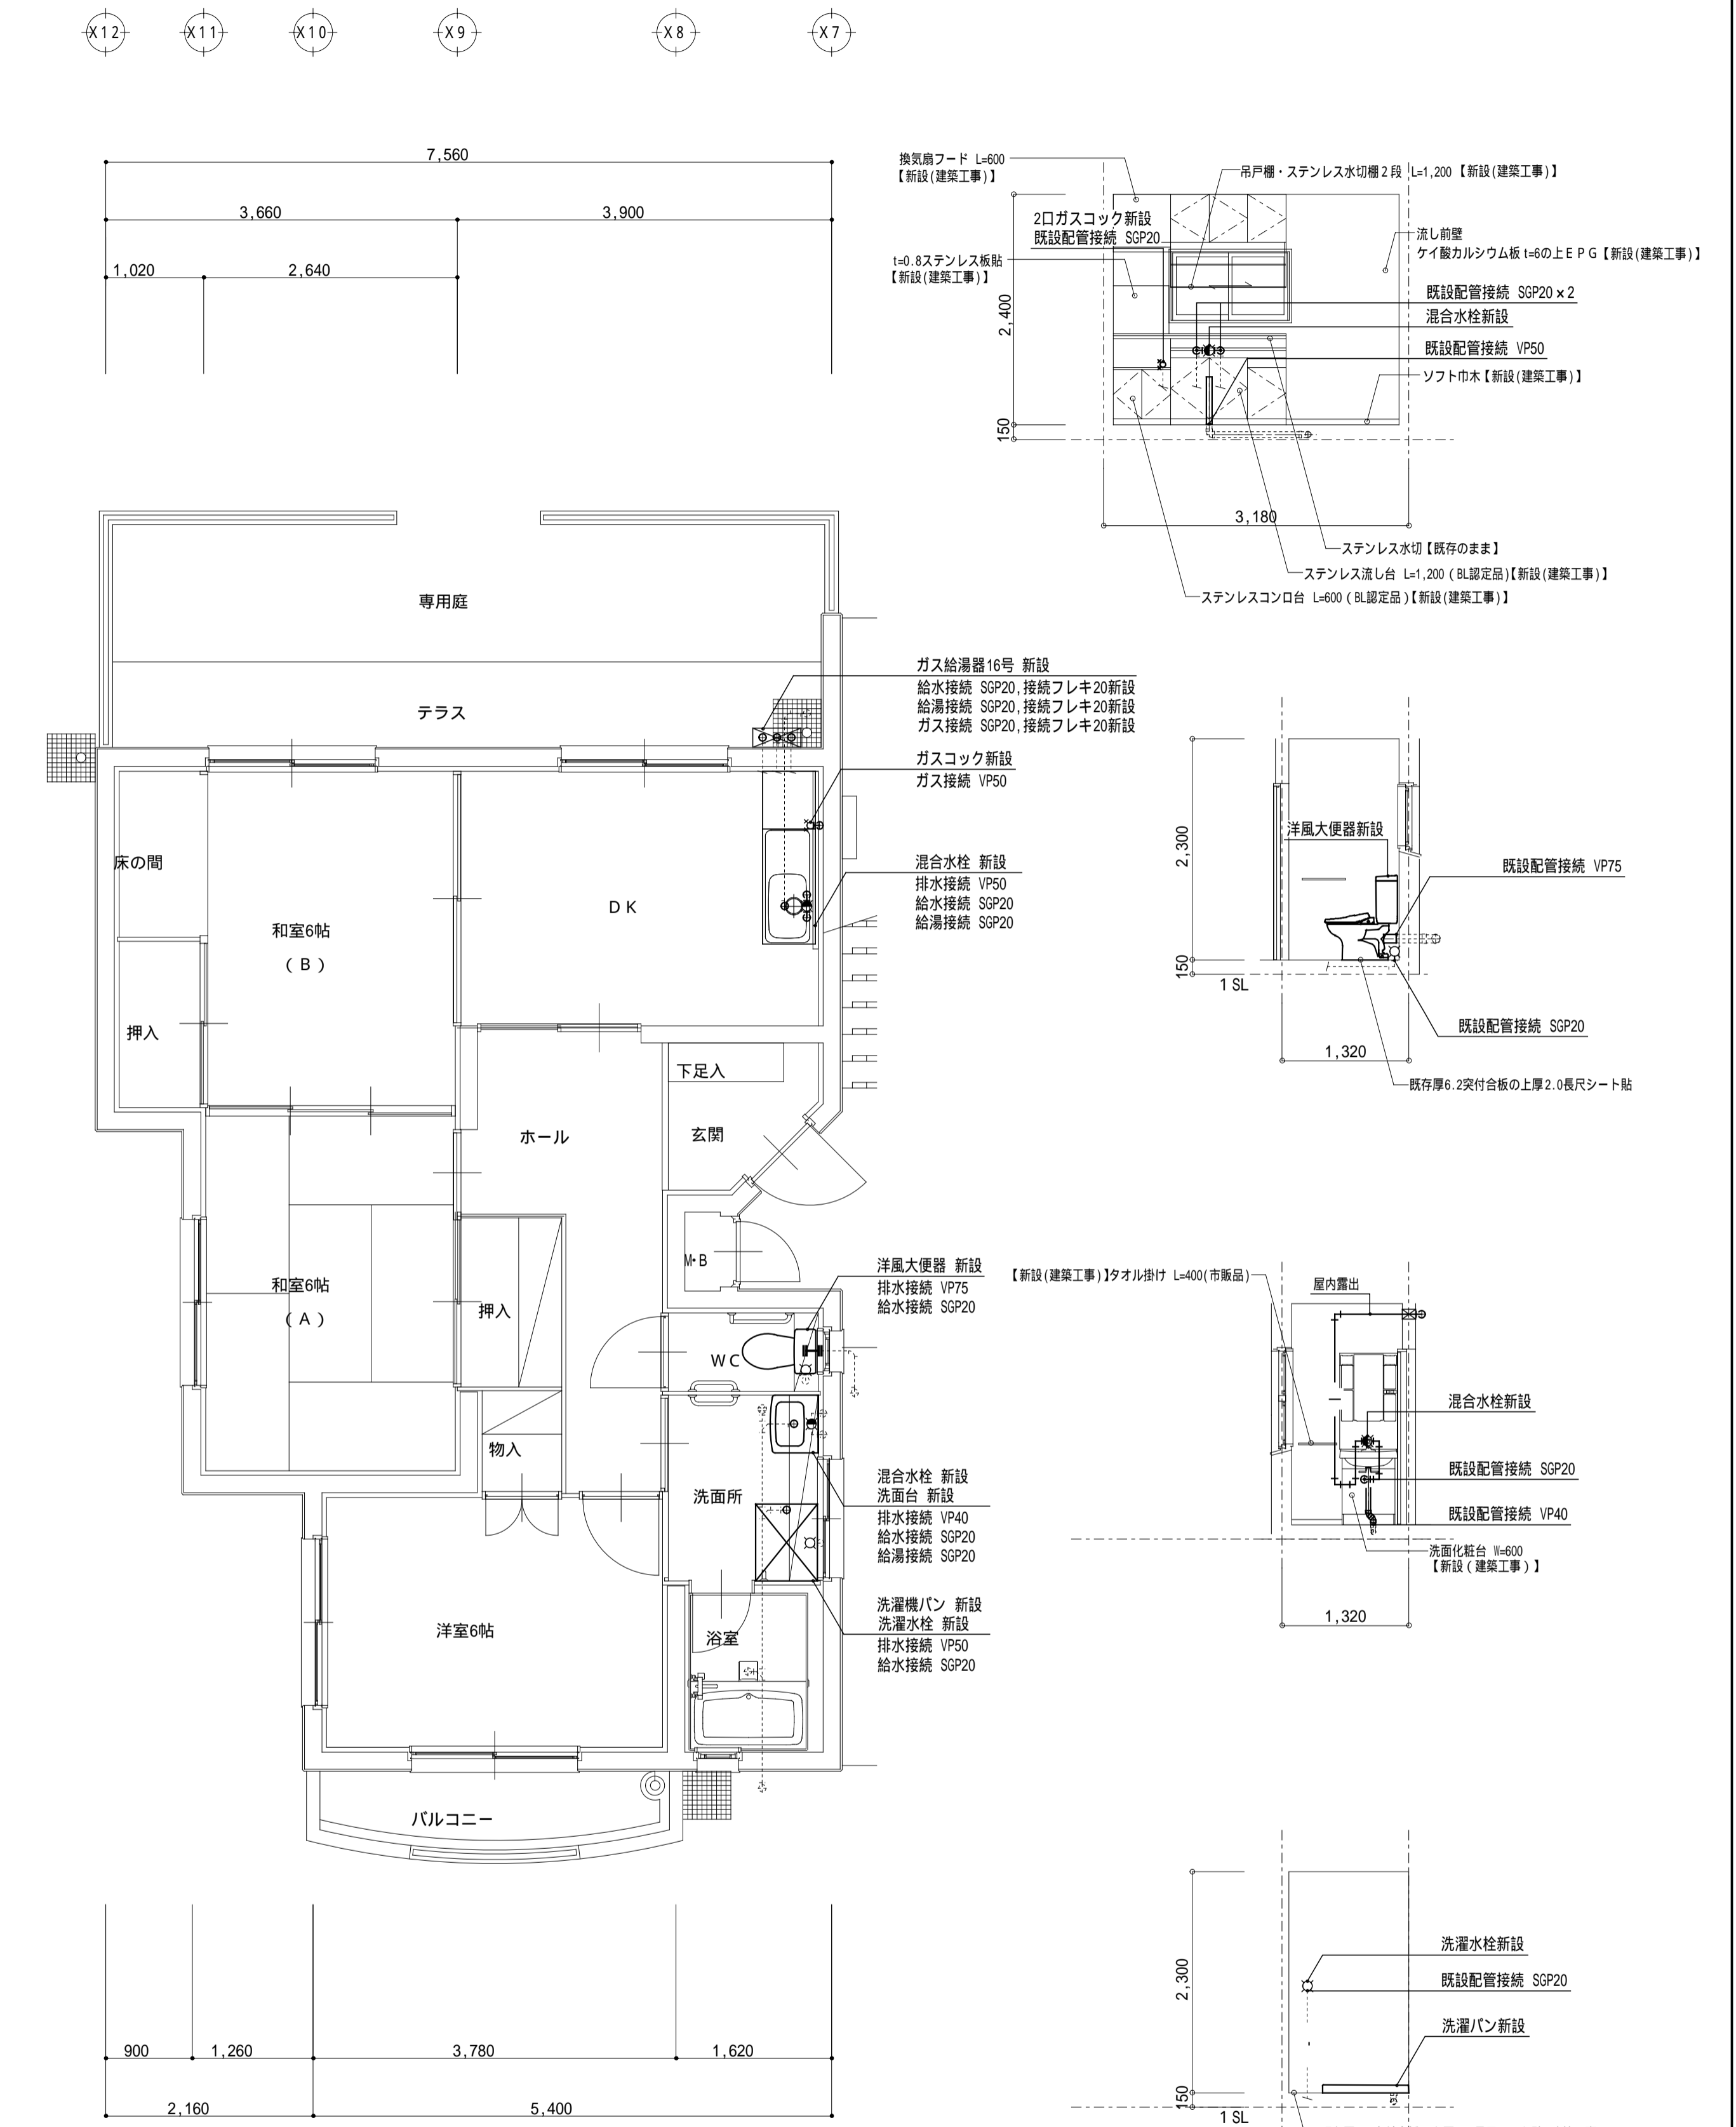 X12 X11 X10 X9 X8 X7
7,560
3,660 3,900
1,020 2,640
換気扇フード L=600
【新設(建築工事)】
吊戸棚・ステンレス水切棚2段 L=1,200【新設(建築工事)】
2口ガスコック新設
既設配管接続 SGP20
流し前壁
ケイ酸カルシウム板 t=6の上EPG【新設(建築工事)】
t=0.8ステンレス板貼
【新設(建築工事)】
既設配管接続 SGP20×2
混合水栓新設
既設配管接続 VP50
ソフト巾木【新設(建築工事)】
2,400
150
3,180
ステンレス水切【既存のまま】
ステンレス流し台 L=1,200(BL認定品)【新設(建築工事)】
ステンレスコンロ台 L=600(BL認定品)【新設(建築工事)】
専用庭
テラス
ガス給湯器16号 新設
給水接続 SGP20,接続フレキ20新設
給湯接続 SGP20,接続フレキ20新設
ガス接続 SGP20,接続フレキ20新設
ガスコック新設
ガス接続 VP50
床の間
混合水栓 新設
排水接続 VP50
給水接続 SGP20
給湯接続 SGP20
DK
和室6帖
(B)
押入
下足入
ホール
玄関
2,300
洋風大便器新設
既設配管接続 VP75
150
1 SL
既設配管接続 SGP20
1,320
既存厚6.2突付合板の上厚2.0長尺シート貼
M・B
和室6帖
(A)
押入
洋風大便器 新設
排水接続 VP75
給水接続 SGP20
WC
物入
洗面所
混合水栓 新設
洗面台 新設
排水接続 VP40
給水接続 SGP20
給湯接続 SGP20
洗濯機パン 新設
洗濯水栓 新設
排水接続 VP50
給水接続 SGP20
洋室6帖
浴室
バルコニー
【新設(建築工事)】タオル掛け L=400(市販品)
屋内露出
混合水栓新設
既設配管接続 SGP20
既設配管接続 VP40
洗面化粧台 W=600
【新設(建築工事)】
1,320
900 1,260 3,780 1,620
2,160 5,400
2,300
洗濯水栓新設
既設配管接続 SGP20
洗濯パン新設
150
1 SL